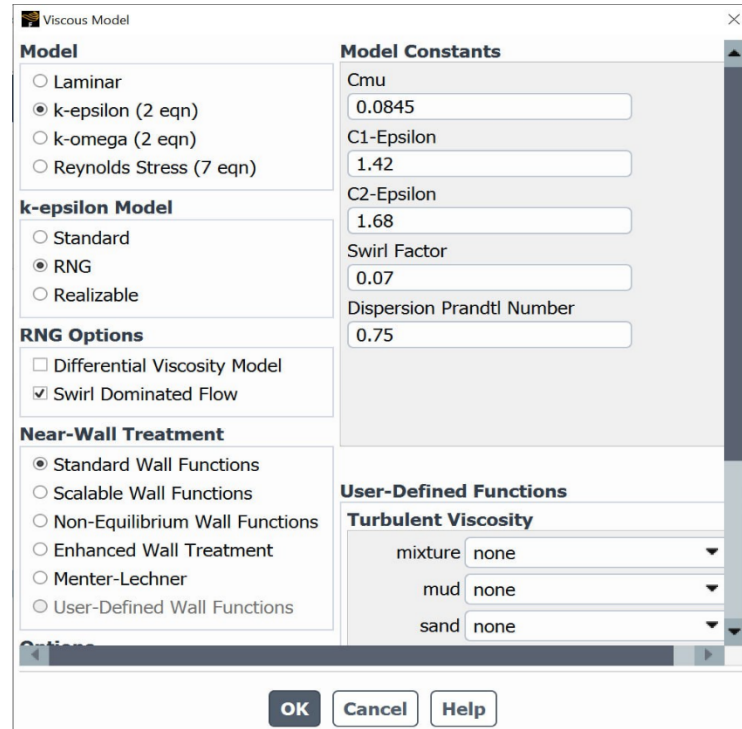 Viscous Model
Model
Laminar
k-epsilon (2 eqn)
k-omega (2 eqn)
Reynolds Stress (7 eqn)
k-epsilon Model
Standard
RNG
Realizable
RNG Options
Differential Viscosity Model
Swirl Dominated Flow
Near-Wall Treatment
Standard Wall Functions
Scalable Wall Functions
Non-Equilibrium Wall Functions
Enhanced Wall Treatment
Menter-Lechner
User-Defined Wall Functions
Options
Model Constants
Cmu
0.0845
C1-Epsilon
1.42
C2-Epsilon
1.68
Swirl Factor
0.07
Dispersion Prandtl Number
0.75
User-Defined Functions
Turbulent Viscosity
mixture none
mud none
sand none
OK Cancel Help